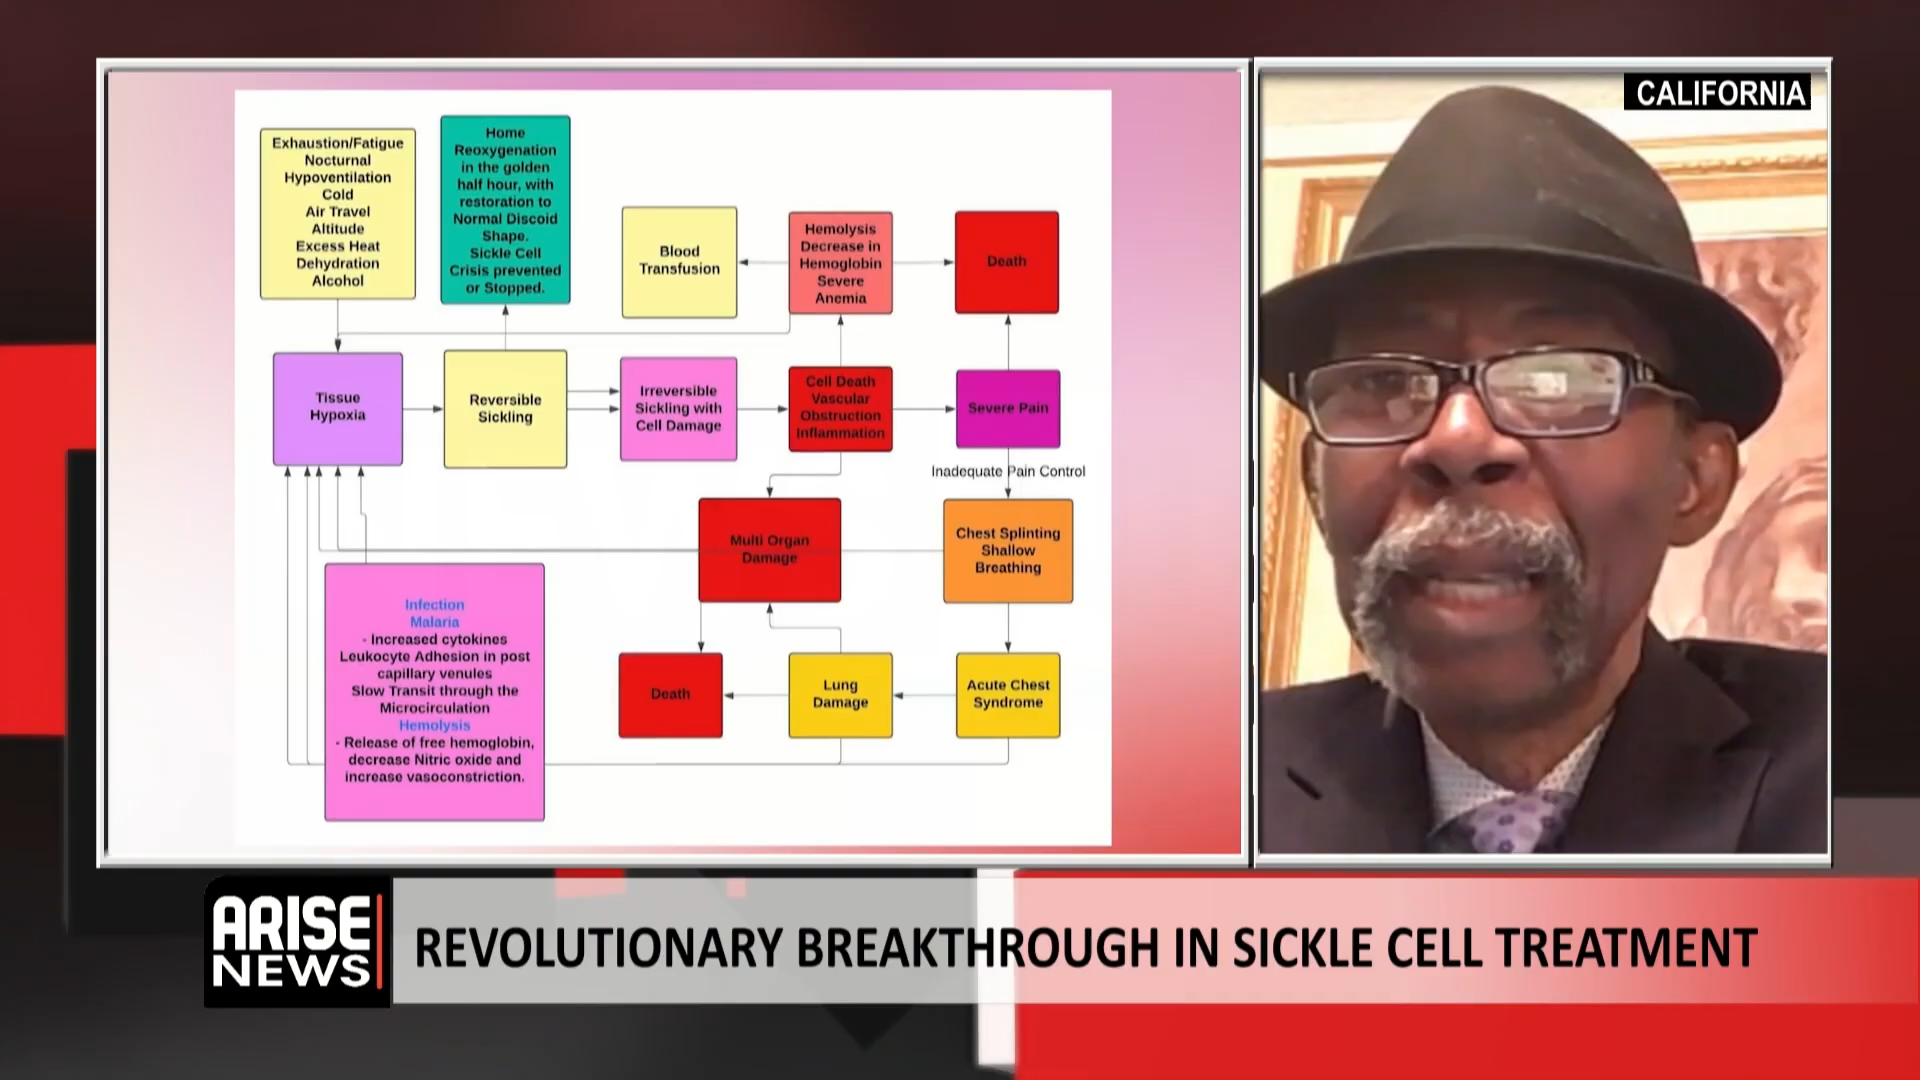 CALIFORNIA
Exhaustion/Fatigue
Nocturnal
Hypoventilation
Cold
Air Travel
Altitude
Excess Heat
Dehydration
Alcohol
Home
Reoxygenation
in the golden
half hour, with
restoration to
Normal Discoid
Shape.
Sickle Cell
Crisis prevented
or Stopped.
Blood
Transfusion
Hemolysis
Decrease in
Hemoglobin
Severe
Anemia
Death
Tissue
Hypoxia
Reversible
Sickling
Irreversible
Sickling with
Cell Damage
Cell Death
Vascular
Obstruction
Inflammation
Severe Pain
Inadequate Pain Control
Multi Organ
Damage
Chest Splinting
Shallow
Breathing
Infection
Malaria
- Increased cytokines
Leukocyte Adhesion in post
capillary venules
Slow Transit through the
Microcirculation
Hemolysis
- Release of free hemoglobin,
decrease Nitric oxide and
increase vasoconstriction.
Death
Lung
Damage
Acute Chest
Syndrome
ARISE
NEWS
REVOLUTIONARY BREAKTHROUGH IN SICKLE CELL TREATMENT